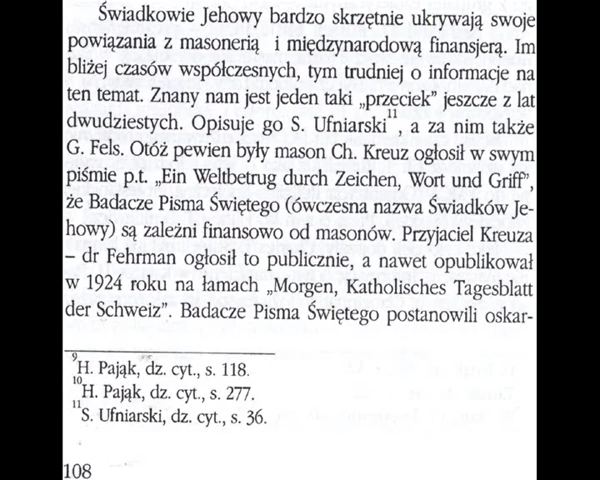 Świadkowie Jehowy bardzo skrzętnie ukrywają swoje
powiązania z masonerią i międzynarodową finansjerą. Im
bliżej czasów współczesnych, tym trudniej o informacje na
ten temat. Znany nam jest jeden taki „przeciek” jeszcze z lat
dwudziestych. Opisuje go S. Ufniarski¹¹, a za nim także
G. Fels. Otóż pewien były mason Ch. Kreuz ogłosił w swym
piśmie p.t. „Ein Weltbetrug durch Zeichen, Wort und Griff”,
że Badacze Pisma Świętego (ówczesna nazwa Świadków Je-
howy) są zależni finansowo od masonów. Przyjaciel Kreuza
– dr Fehrman ogłosił to publicznie, a nawet opublikował
w 1924 roku na łamach „Morgen, Katholisches Tagesblatt
der Schweiz”. Badacze Pisma Świętego postanowili oskar-
⁹H. Pająk, dz. cyt., s. 118.
¹⁰H. Pająk, dz. cyt., s. 277.
¹¹S. Ufniarski, dz. cyt., s. 36.
108